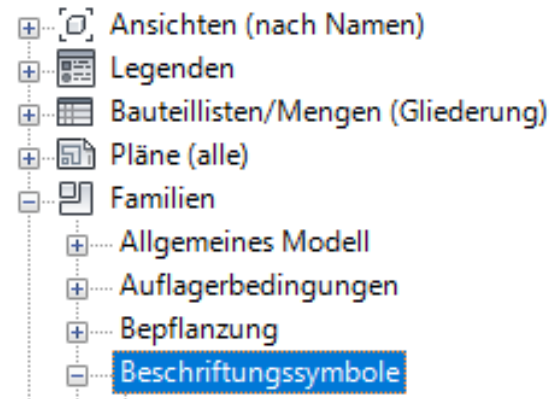 Ansichten (nach Namen)
Legenden
Bauteillisten/Mengen (Gliederung)
Pläne (alle)
Familien
Allgemeines Modell
Auflagerbedingungen
Bepflanzung
Beschriftungssymbole